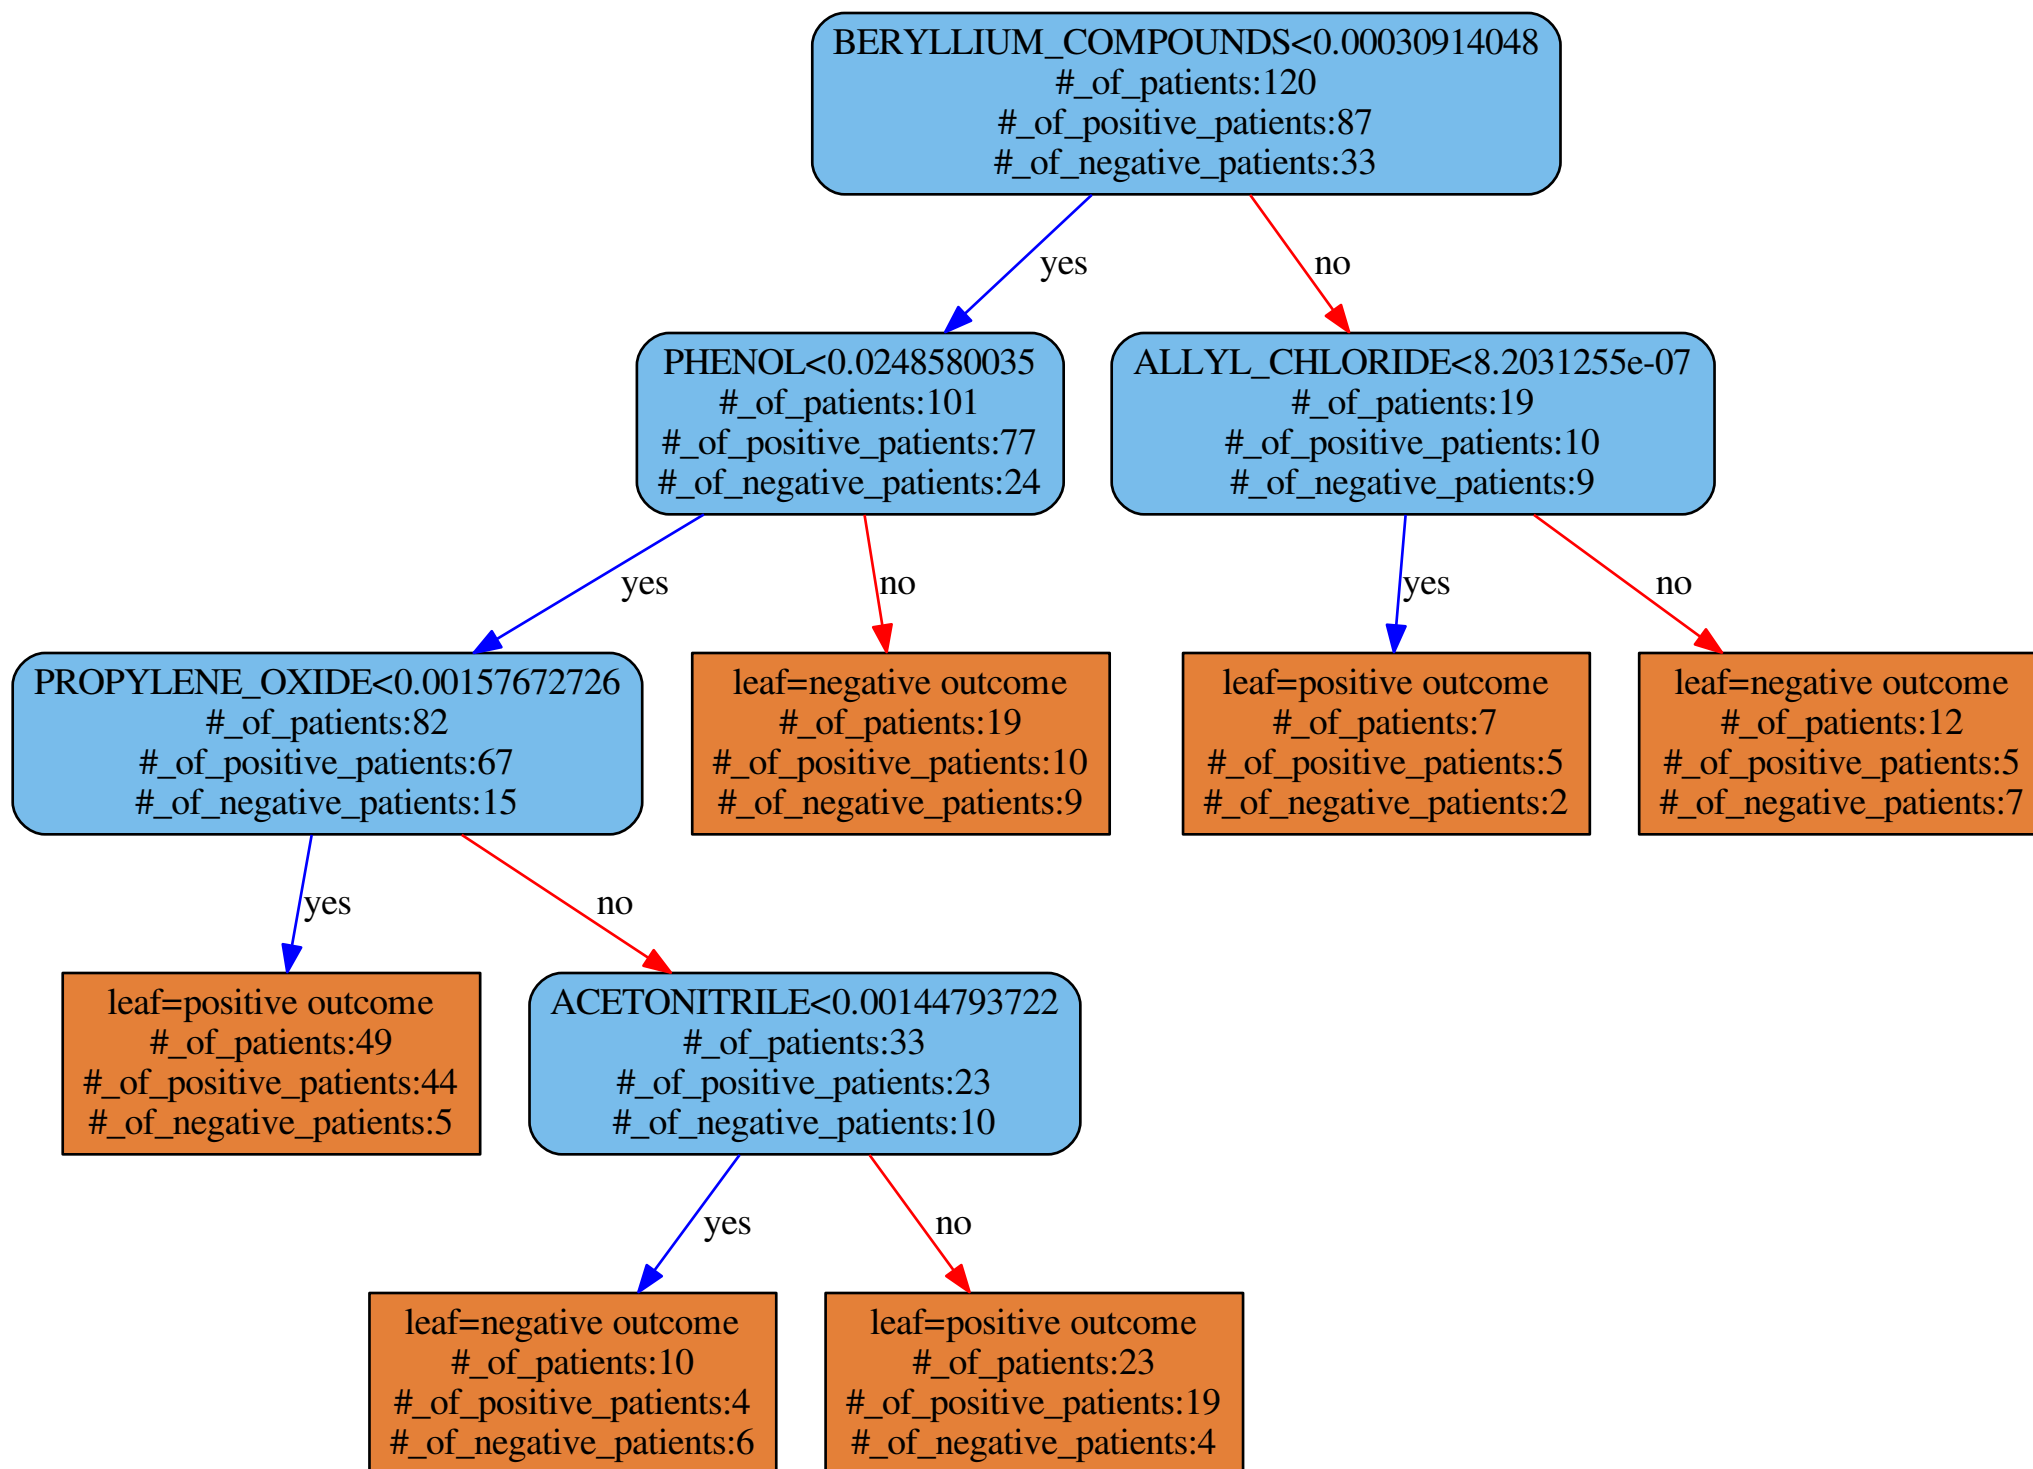 BERYLLIUM_COMPOUNDS<0.00030914048
#_of_patients:120
#_of_positive_patients:87
#_of_negative_patients:33
yes
no
PHENOL<0.0248580035
#_of_patients:101
#_of_positive_patients:77
#_of_negative_patients:24
ALLYL_CHLORIDE<8.2031255e-07
#_of_patients:19
#_of_positive_patients:10
#_of_negative_patients:9
yes
no
yes
no
PROPYLENE_OXIDE<0.00157672726
#_of_patients:82
#_of_positive_patients:67
#_of_negative_patients:15
leaf=negative outcome
#_of_patients:19
#_of_positive_patients:10
#_of_negative_patients:9
leaf=positive outcome
#_of_patients:7
#_of_positive_patients:5
#_of_negative_patients:2
leaf=negative outcome
#_of_patients:12
#_of_positive_patients:5
#_of_negative_patients:7
yes
no
leaf=positive outcome
#_of_patients:49
#_of_positive_patients:44
#_of_negative_patients:5
ACETONITRILE<0.00144793722
#_of_patients:33
#_of_positive_patients:23
#_of_negative_patients:10
yes
no
leaf=negative outcome
#_of_patients:10
#_of_positive_patients:4
#_of_negative_patients:6
leaf=positive outcome
#_of_patients:23
#_of_positive_patients:19
#_of_negative_patients:4